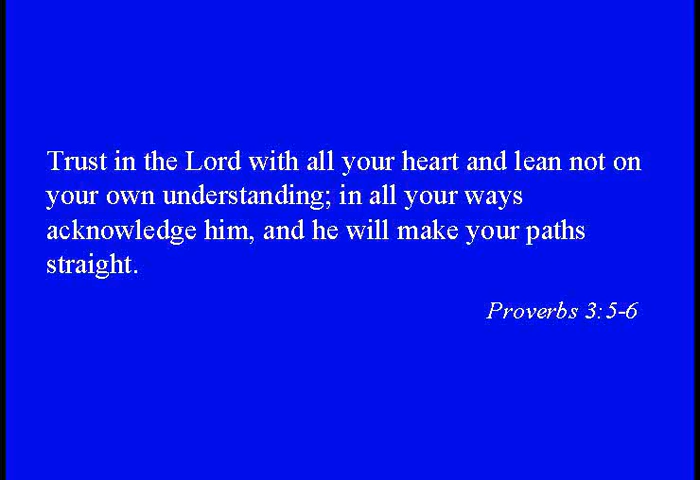 Trust in the Lord with all your heart and lean not on
your own understanding; in all your ways
acknowledge him, and he will make your paths
straight.
Proverbs 3:5-6